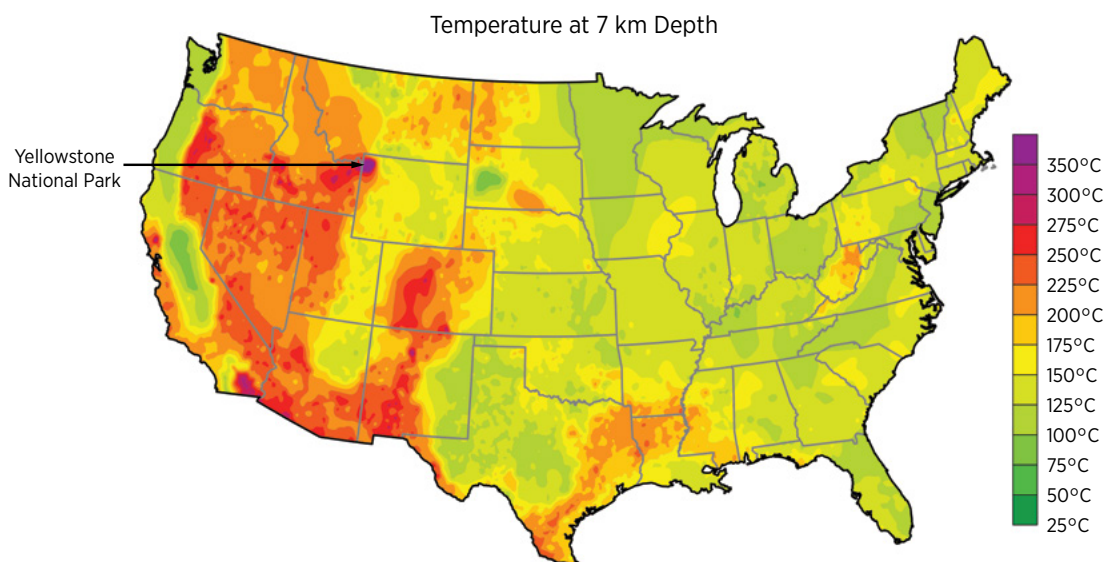 Temperature at 7 km Depth
Yellowstone
National Park
350°C
300°C
275°C
250°C
225°C
200°C
175°C
150°C
125°C
100°C
75°C
50°C
25°C